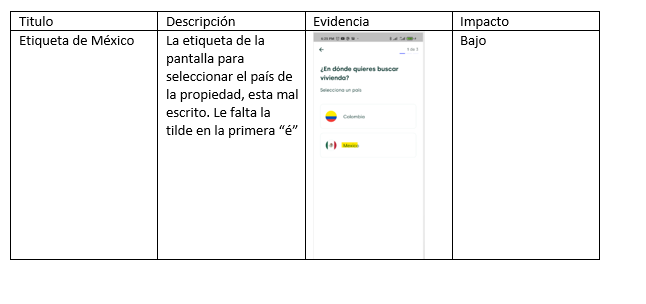 Titulo
Descripción
Evidencia
Impacto
Etiqueta de México
La etiqueta de la
pantalla para
seleccionar el país de
la propiedad, esta mal
escrito. Le falta la
tilde en la primera “é”
¿En dónde quieres buscar
vivienda?
Selecciona un país
Colombia
Bajo